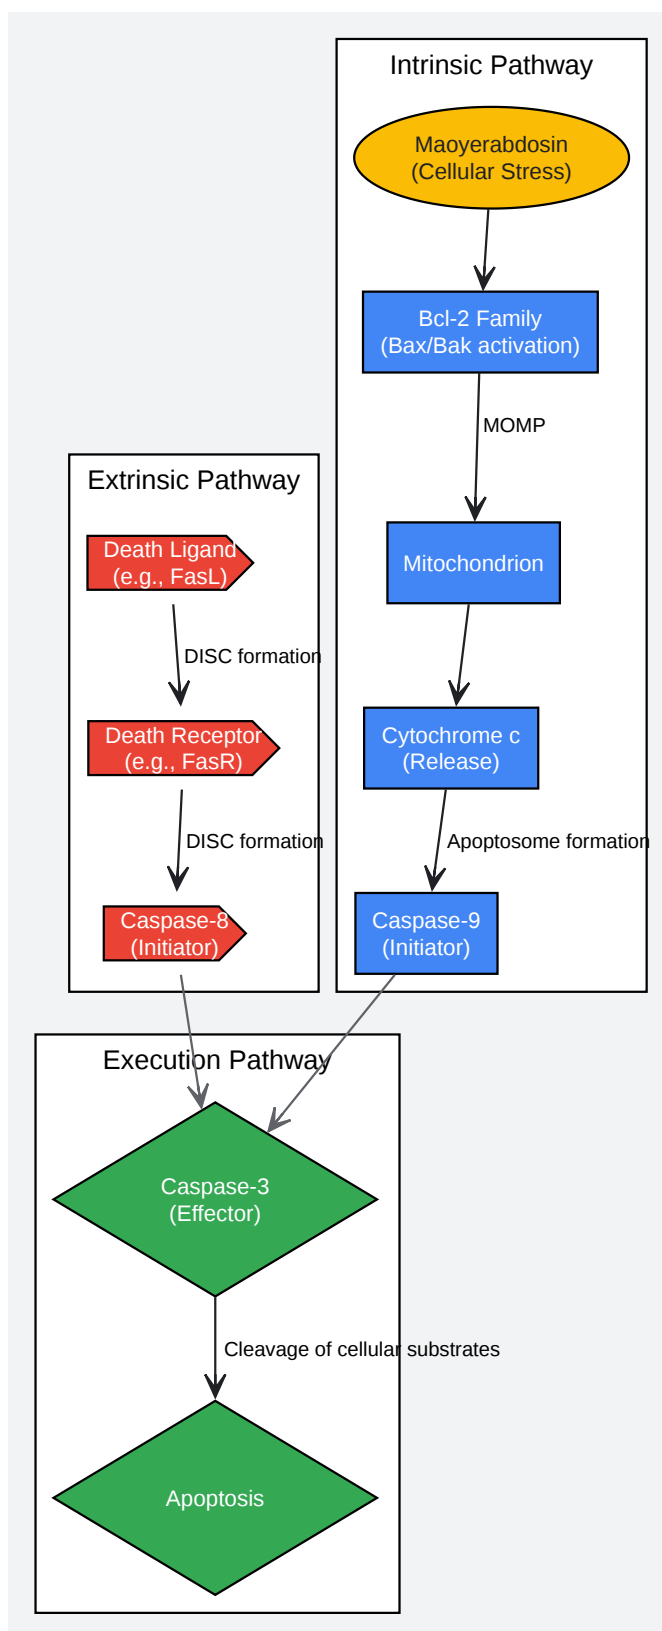 Intrinsic Pathway
Maoyerabdosin
(Cellular Stress)
Bcl-2 Family
(Bax/Bak activation)
MOMP
Mitochondrion
Cytochrome c
(Release)
Apoptosome formation
Caspase-9
(Initiator)
Extrinsic Pathway
Death Ligand
(e.g., FasL)
DISC formation
Death Receptor
(e.g., FasR)
DISC formation
Caspase-8
(Initiator)
Execution Pathway
Caspase-3
(Effector)
Cleavage of cellular substrates
Apoptosis